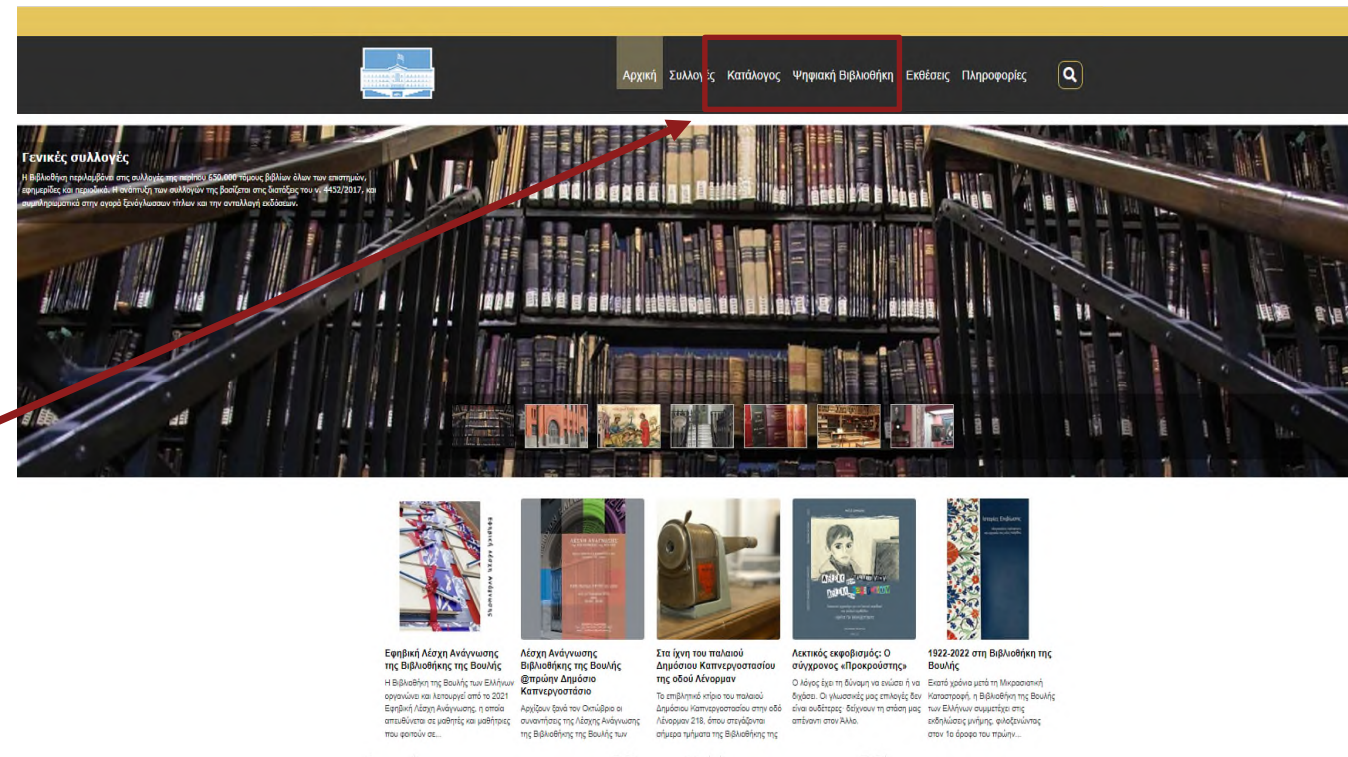 Αρχική Συλλογές Κατάλογος Ψηφιακή Βιβλιοθήκη Εκθέσεις Πληροφορίες
Γενικές συλλογές
Η Βιβλιοθήκη περιλαμβάνει στις συλλογές της περίπου 650.000 τόμους βιβλίων όλων των επιστημών,
εφημερίδες και περιοδικά. Η ανάπτυξη των συλλογών της βασίζεται στις διατάξεις του ν. 4452/2017, και
συμπληρωματικά στην αγορά ξενόγλωσσων τίτλων και την ανταλλαγή εκδόσεων.
Εφηβική Λέσχη Ανάγνωσης
ΛΕΣΧΗ ΑΝΑΓΝΩΣΗΣ
Ιστορίες Επιβίωσης
Εφηβική Λέσχη Ανάγνωσης
της Βιβλιοθήκης της Βουλής
Η Βιβλιοθήκη της Βουλής των Ελλήνων
οργανώνει και λειτουργεί από το 2021
Εφηβική Λέσχη Ανάγνωσης, η οποία
απευθύνεται σε μαθητές και μαθήτριες
που φοιτούν σε...
Λέσχη Ανάγνωσης
Βιβλιοθήκης της Βουλής
@πρώην Δημόσιο
Καπνεργοστάσιο
Αρχίζουν ξανά τον Οκτώβριο οι
συναντήσεις της Λέσχης Ανάγνωσης
της Βιβλιοθήκης της Βουλής των
Στα ίχνη του παλαιού
Δημόσιου Καπνεργοστασίου
της οδού Λένορμαν
Το επιβλητικό κτίριο του παλαιού
Δημόσιου Καπνεργοστασίου στην οδό
Λένορμαν 218, όπου στεγάζονται
σήμερα τμήματα της Βιβλιοθήκης της
Λεκτικός εκφοβισμός: Ο
σύγχρονος «Προκρούστης»
Ο λόγος έχει τη δύναμη να ενώσει ή να
διχάσει. Οι γλωσσικές μας επιλογές δεν
είναι ουδέτερες· δείχνουν τη στάση μας
απέναντι στον Άλλο.
1922-2022 στη Βιβλιοθήκη της
Βουλής
Εκατό χρόνια μετά τη Μικρασιατική
Καταστροφή, η Βιβλιοθήκη της Βουλής
των Ελλήνων συμμετέχει στις
εκδηλώσεις μνήμης, φιλοξενώντας
στον 1ο όροφο του πρώην...